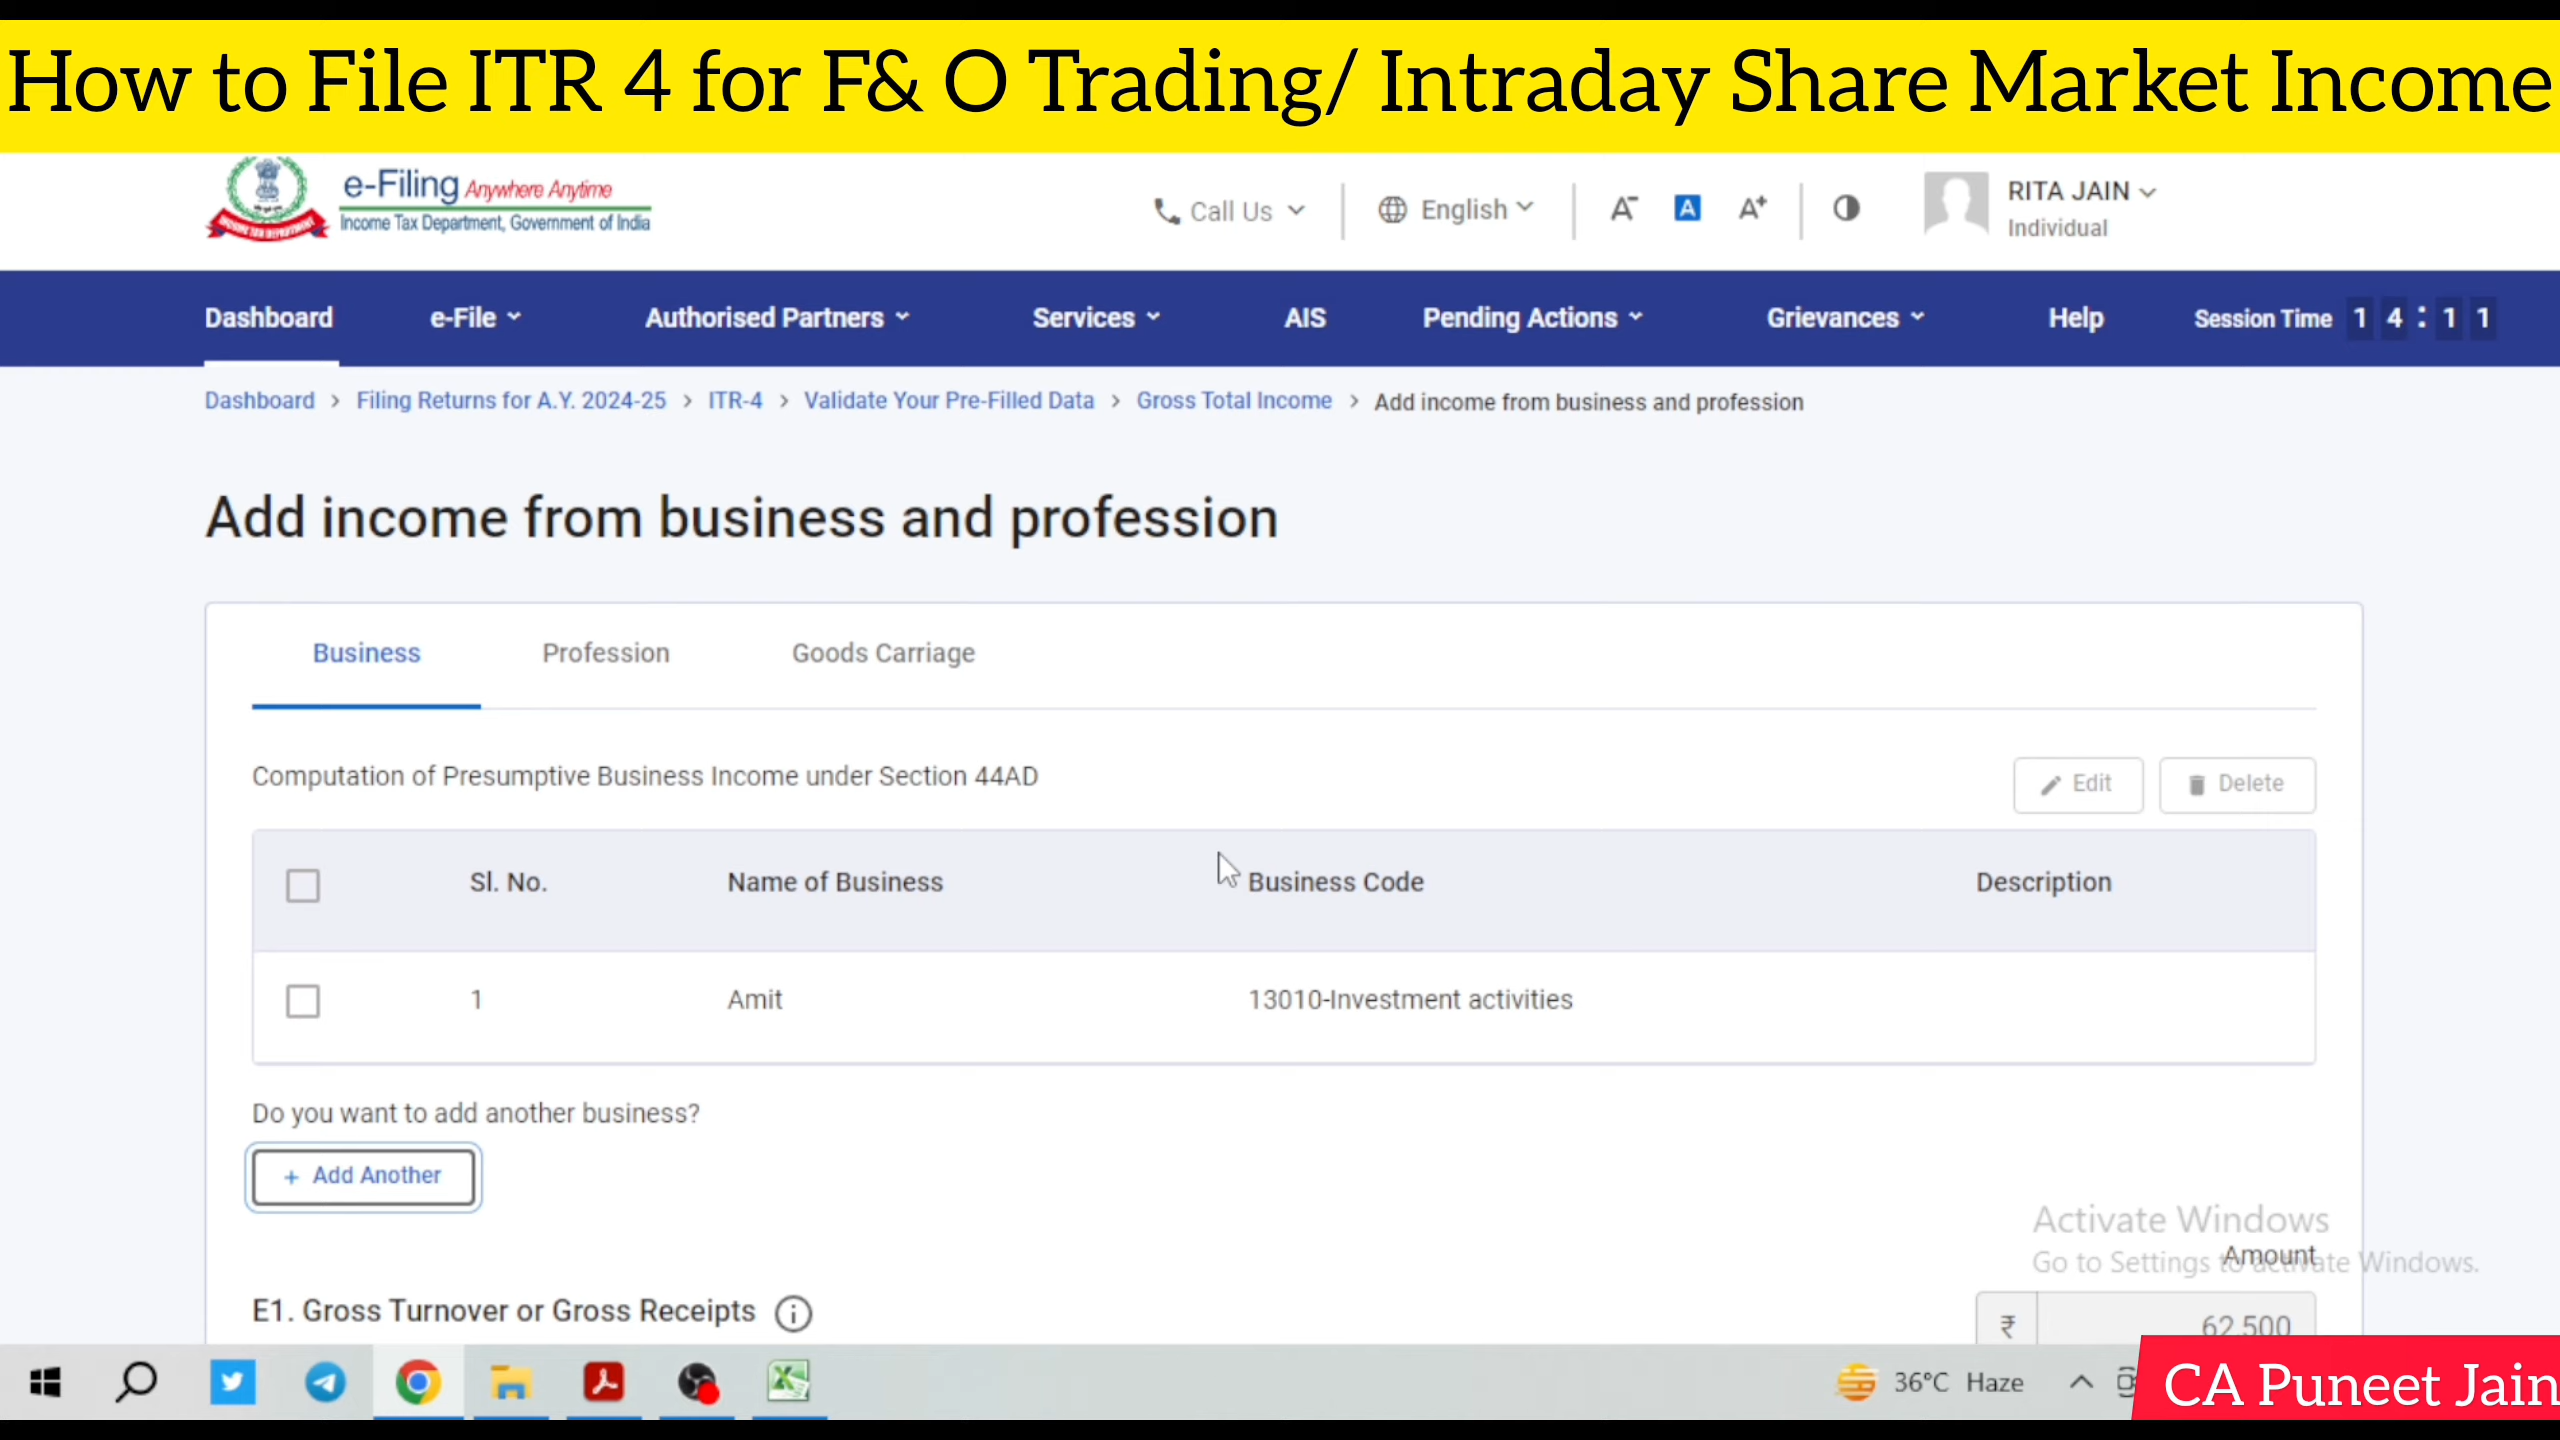 How to File ITR 4 for F& O Trading/ Intraday Share Market Income
e-Filing Anywhere Anytime
Income Tax Department, Government of India
Call Us
English
A- A A+
RITA JAIN
Individual
Dashboard e-File Authorised Partners Services AIS Pending Actions Grievances Help Session Time 14:11
Dashboard > Filing Returns for A.Y. 2024-25 > ITR-4 > Validate Your Pre-Filled Data > Gross Total Income > Add income from business and profession
Add income from business and profession
Business Profession Goods Carriage
Computation of Presumptive Business Income under Section 44AD
Edit Delete
Sl. No. Name of Business Business Code Description
1 Amit 13010-Investment activities
Do you want to add another business?
+ Add Another
Activate Windows
Amount
Go to Settings to activate Windows.
E1. Gross Turnover or Gross Receipts
₹ 62,500
36°C Haze
CA Puneet Jain